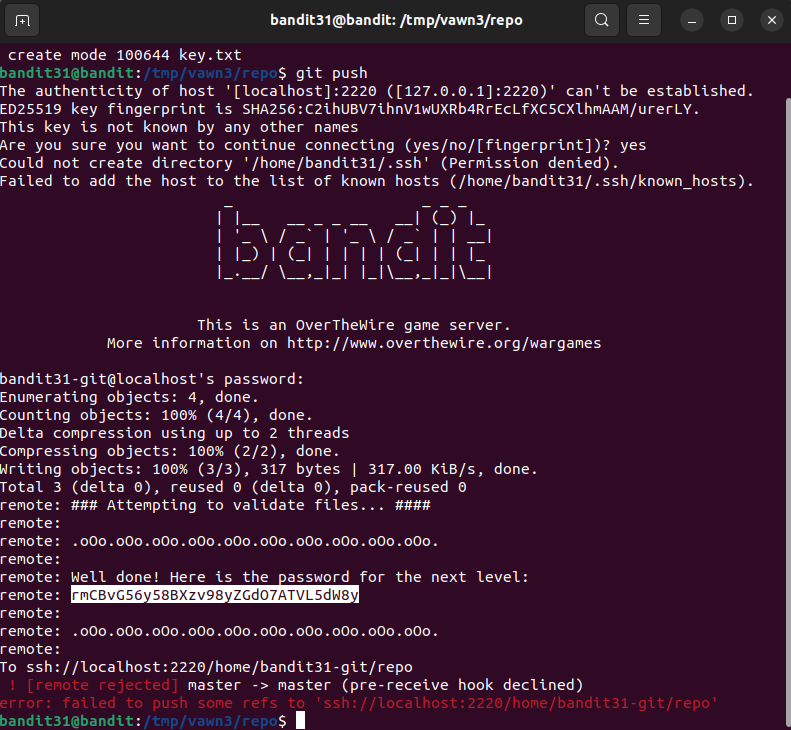 bandit31@bandit: /tmp/vawn3/repo
 create mode 100644 key.txt
bandit31@bandit:/tmp/vawn3/repo$ git push
The authenticity of host '[localhost]:2220 ([127.0.0.1]:2220)' can't be established.
ED25519 key fingerprint is SHA256:C2ihUBV7ihnV1wUXRb4RrEcLfXC5CXlhmAAM/urerLY.
This key is not known by any other names
Are you sure you want to continue connecting (yes/no/[fingerprint])? yes
Could not create directory '/home/bandit31/.ssh' (Permission denied).
Failed to add the host to the list of known hosts (/home/bandit31/.ssh/known_hosts).
                         _                     _ _ _
                        | |__   __ _ _ __   __| (_) |_
                        | '_ \ / _` | '_ \ / _` | | __|
                        | |_) | (_| | | | | (_| | | |_
                        |_.__/ \__,_|_| |_|\__,_|_|\__|
                      This is an OverTheWire game server.
            More information on http://www.overthewire.org/wargames
bandit31-git@localhost's password:
Enumerating objects: 4, done.
Counting objects: 100% (4/4), done.
Delta compression using up to 2 threads
Compressing objects: 100% (2/2), done.
Writing objects: 100% (3/3), 317 bytes | 317.00 KiB/s, done.
Total 3 (delta 0), reused 0 (delta 0), pack-reused 0
remote: ### Attempting to validate files... ####
remote:
remote: .oOo.oOo.oOo.oOo.oOo.oOo.oOo.oOo.oOo.oOo.
remote:
remote: Well done! Here is the password for the next level:
remote: rmCBvG56y58BXzv98yZGdO7ATVL5dW8y
remote:
remote: .oOo.oOo.oOo.oOo.oOo.oOo.oOo.oOo.oOo.oOo.
remote:
To ssh://localhost:2220/home/bandit31-git/repo
 ! [remote rejected] master -> master (pre-receive hook declined)
error: failed to push some refs to 'ssh://localhost:2220/home/bandit31-git/repo'
bandit31@bandit:/tmp/vawn3/repo$